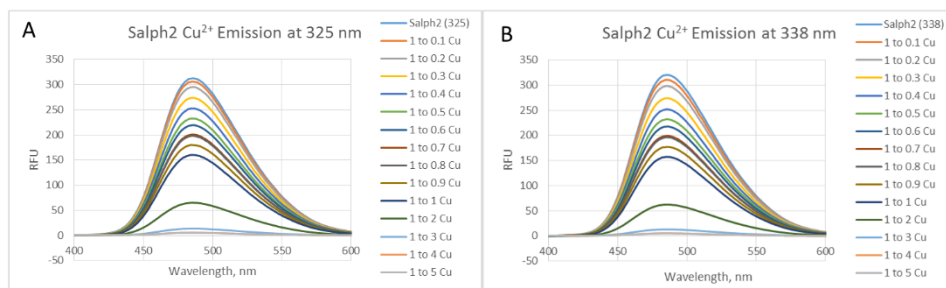 A
Salph2 Cu²⁺ Emission at 325 nm
RFU
350
300
250
200
150
100
50
0
-50
400
450
500
550
600
Wavelength, nm
Salph2 (325)
1 to 0.1 Cu
1 to 0.2 Cu
1 to 0.3 Cu
1 to 0.4 Cu
1 to 0.5 Cu
1 to 0.6 Cu
1 to 0.7 Cu
1 to 0.8 Cu
1 to 0.9 Cu
1 to 1 Cu
1 to 2 Cu
1 to 3 Cu
1 to 4 Cu
1 to 5 Cu
B
Salph2 Cu²⁺ Emission at 338 nm
RFU
350
300
250
200
150
100
50
0
-50
400
450
500
550
600
Wavelength, nm
Salph2 (338)
1 to 0.1 Cu
1 to 0.2 Cu
1 to 0.3 Cu
1 to 0.4 Cu
1 to 0.5 Cu
1 to 0.6 Cu
1 to 0.7 Cu
1 to 0.8 Cu
1 to 0.9 Cu
1 to 1 Cu
1 to 2 Cu
1 to 3 Cu
1 to 4 Cu
1 to 5 Cu